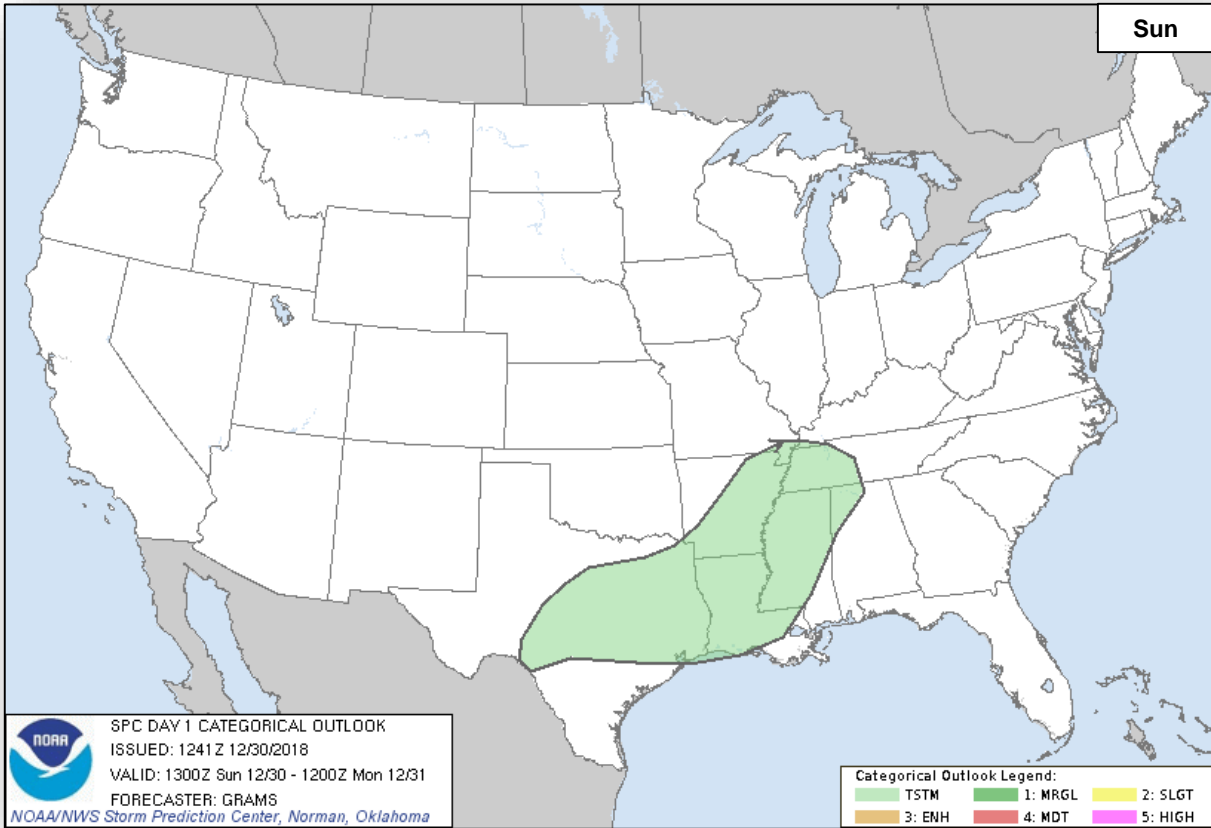 Sun
NOAA
SPC DAY 1 CATEGORICAL OUTLOOK
ISSUED: 1241Z 12/30/2018
VALID: 1300Z Sun 12/30 - 1200Z Mon 12/31
FORECASTER: GRAMS
NOAA/NWS Storm Prediction Center, Norman, Oklahoma
Categorical Outlook Legend:
TSTM 1: MRGL 2: SLGT
3: ENH 4: MDT 5: HIGH